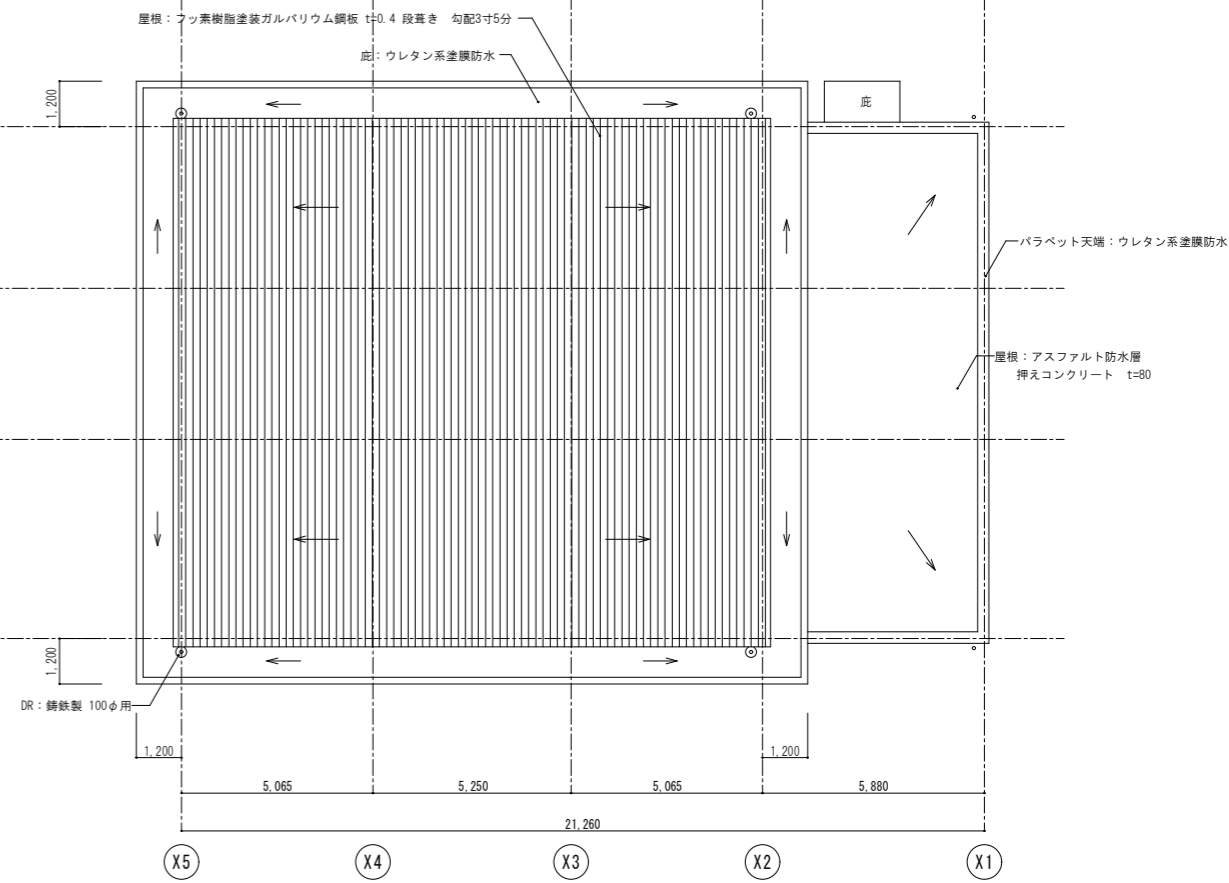 屋根：フッ素樹脂塗装ガルバリウム鋼板 t=0.4 段葺き 勾配3寸5分
庇：ウレタン系塗膜防水
1,200
庇
パラペット天端：ウレタン系塗膜防水
屋根：アスファルト防水層
押えコンクリート t=80
1,200
DR：鋳鉄製 100φ用
1,200
1,200
5,065
5,250
5,065
5,880
21,260
X5
X4
X3
X2
X1